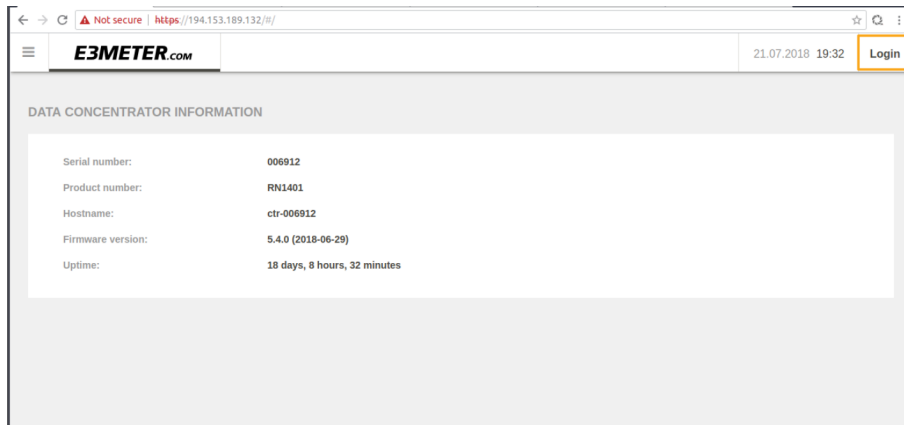 Not secure | https://194.153.189.132/#/
E3METER.COM
21.07.2018 19:32 Login
DATA CONCENTRATOR INFORMATION
Serial number: 006912
Product number: RN1401
Hostname: ctr-006912
Firmware version: 5.4.0 (2018-06-29)
Uptime: 18 days, 8 hours, 32 minutes